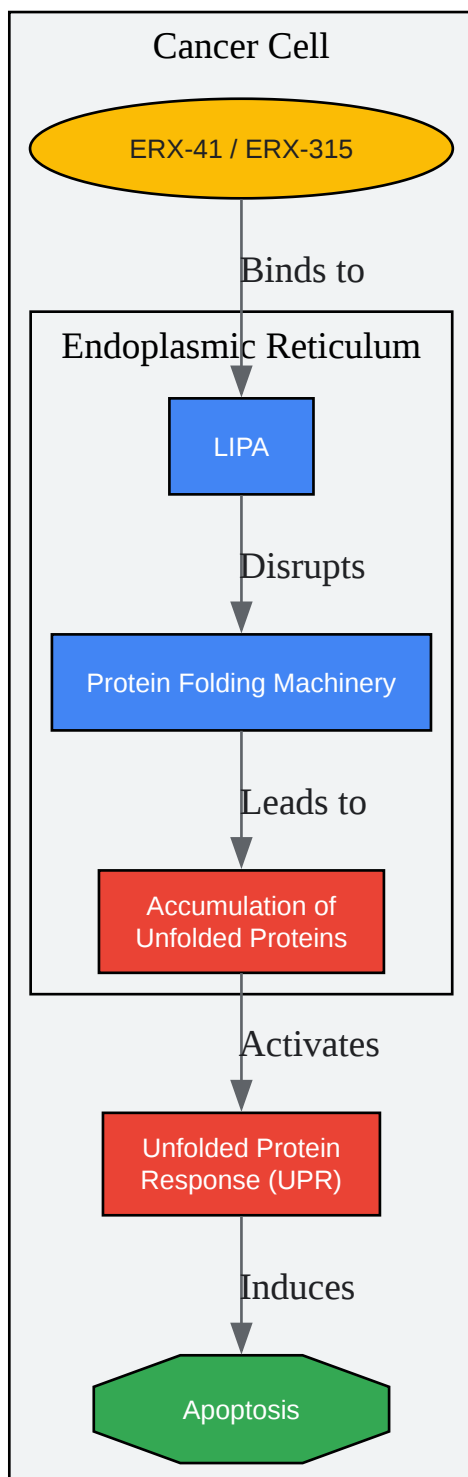 Cancer Cell
ERX-41 / ERX-315
Binds to
Endoplasmic Reticulum
LIPA
Disrupts
Protein Folding Machinery
Leads to
Accumulation of
Unfolded Proteins
Activates
Unfolded Protein
Response (UPR)
Induces
Apoptosis